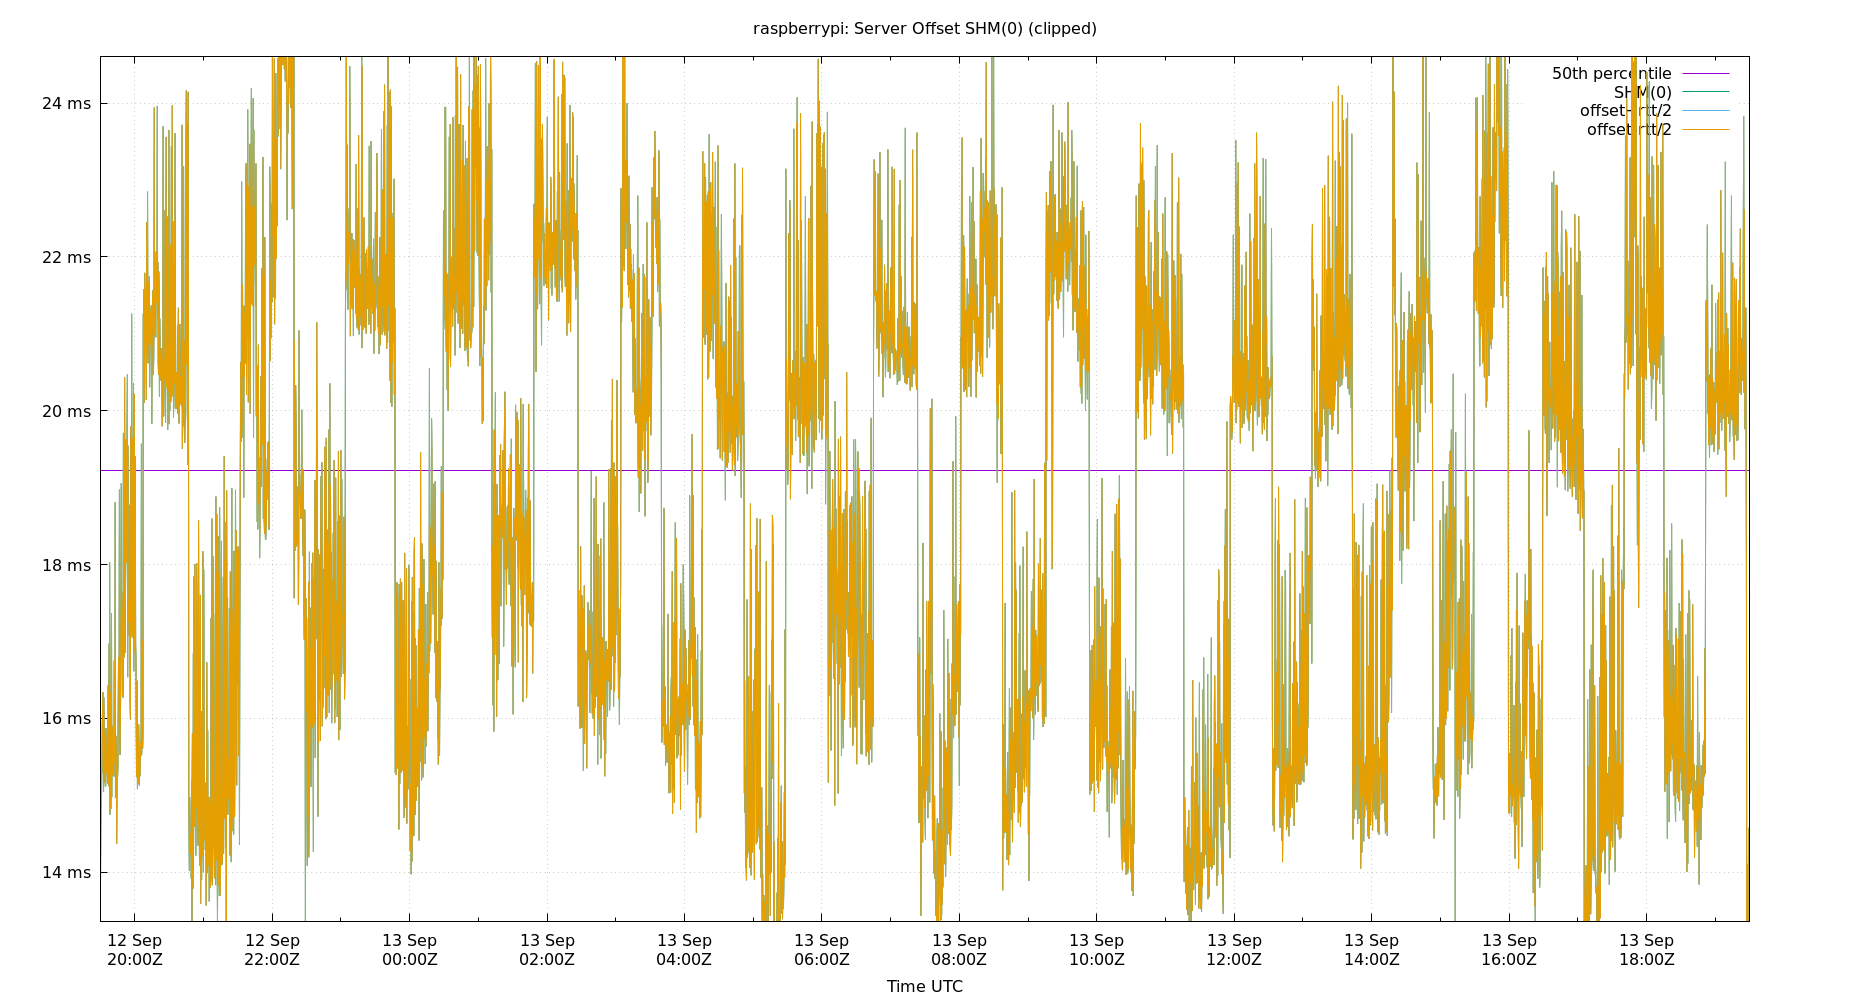 raspberrypi: Server Offset SHM(0) (clipped)
50th percentile
SHM(0)
offset-rtt/2
offset+rtt/2
24 ms
22 ms
20 ms
18 ms
16 ms
14 ms
12 Sep 12 Sep 13 Sep 13 Sep 13 Sep 13 Sep 13 Sep 13 Sep 13 Sep 13 Sep 13 Sep 13 Sep
20:00Z 22:00Z 00:00Z 02:00Z 04:00Z 06:00Z 08:00Z 10:00Z 12:00Z 14:00Z 16:00Z 18:00Z
Time UTC